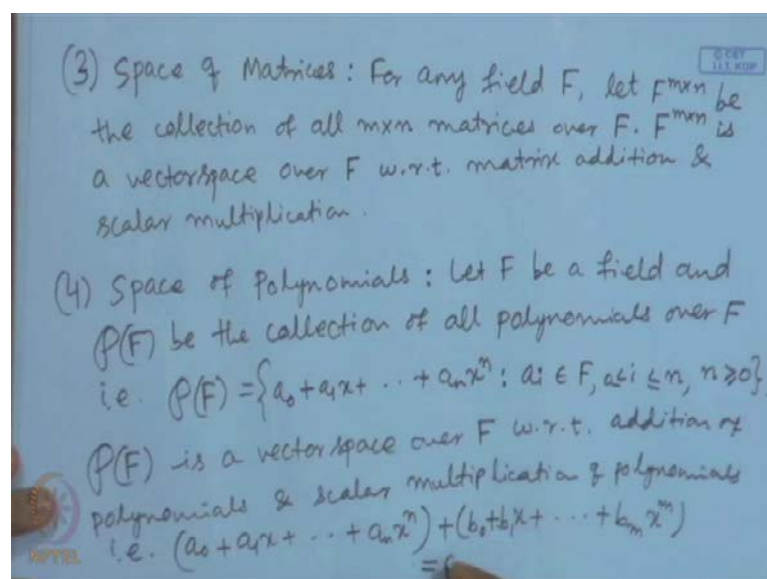 © CET
I.I.T. KGP
(3) Space of Matrices : For any field F, let F^{m×n} be
the collection of all m×n matrices over F. F^{m×n} is
a vectorspace over F w.r.t. matrix addition &
scalar multiplication.
(4) Space of Polynomials : Let F be a field and
P(F) be the collection of all polynomials over F
i.e. P(F) = {a₀ + a₁x + .. + aₙxⁿ : aᵢ ∈ F, 0≤i≤n, n≥0}
P(F) is a vectorspace over F w.r.t. addition of
polynomials & scalar multiplication of polynomials
i.e. (a₀ + a₁x + .. + aₙxⁿ) + (b₀+b₁x + ... + bₘxᵐ)
=
NPTEL